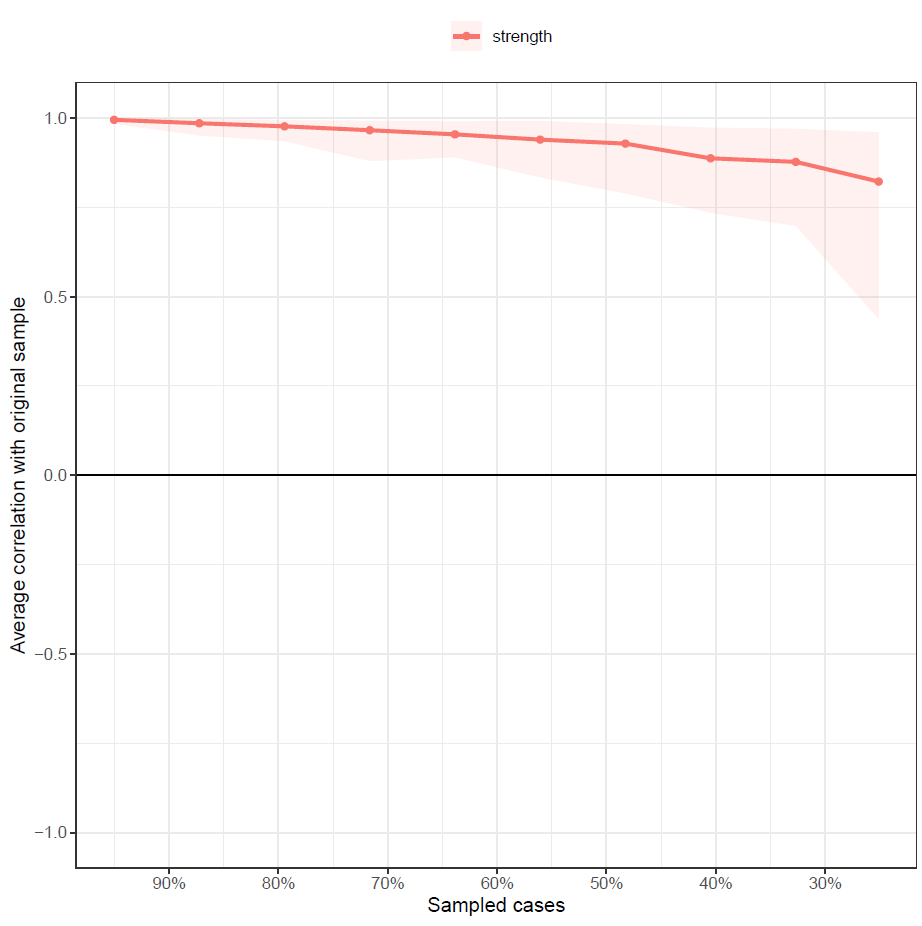 strength
1.0
0.5
0.0
−0.5
−1.0
Average correlation with original sample
90% 80% 70% 60% 50% 40% 30%
Sampled cases